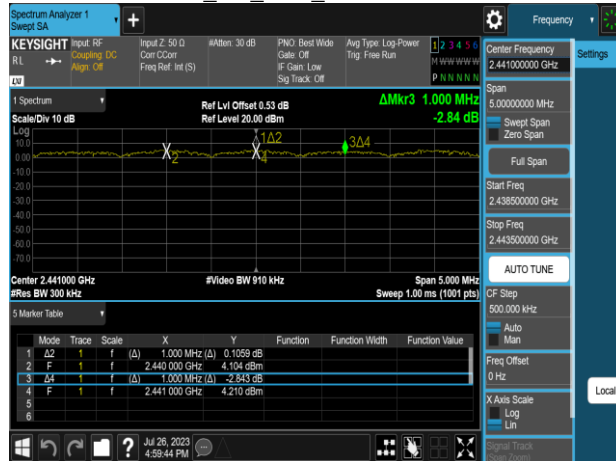 Spectrum Analyzer 1
Swept SA
Frequency
KEYSIGHT Input: RF
RL
Coupling: DC
Align: Off
Input Z: 50 Ω
Corr CCorr
Freq Ref: Int (S)
#Atten: 30 dB
PNO: Best Wide
Gate: Off
IF Gain: Low
Sig Track: Off
Avg Type: Log-Power
Trig: Free Run
1 2 3 4 5 6
M W W W W W
P N N N N N
LXI
1 Spectrum
Scale/Div 10 dB
Ref Lvl Offset 0.53 dB
Ref Level 20.00 dBm
ΔMkr3 1.000 MHz
-2.84 dB
Log
10.0
0.00
-10.0
-20.0
-30.0
-40.0
-50.0
-60.0
-70.0
2
1Δ2
4
3Δ4
Center 2.441000 GHz
#Res BW 300 kHz
#Video BW 910 kHz
Span 5.000 MHz
Sweep 1.00 ms (1001 pts)
5 Marker Table
Mode Trace Scale X Y Function Function Width Function Value
1 Δ2 1 f (Δ) 1.000 MHz (Δ) 0.1059 dB
2 F 1 f 2.440 000 GHz 4.104 dBm
3 Δ4 1 f (Δ) 1.000 MHz (Δ) -2.843 dB
4 F 1 f 2.441 000 GHz 4.210 dBm
5
6
Jul 26, 2023
4:59:44 PM
Center Frequency
2.441000000 GHz
Span
5.00000000 MHz
Swept Span
Zero Span
Full Span
Start Freq
2.438500000 GHz
Stop Freq
2.443500000 GHz
AUTO TUNE
CF Step
500.000 kHz
Auto
Man
Freq Offset
0 Hz
X Axis Scale
Log
Lin
Signal Track
(Span Zoom)
Settings
Local